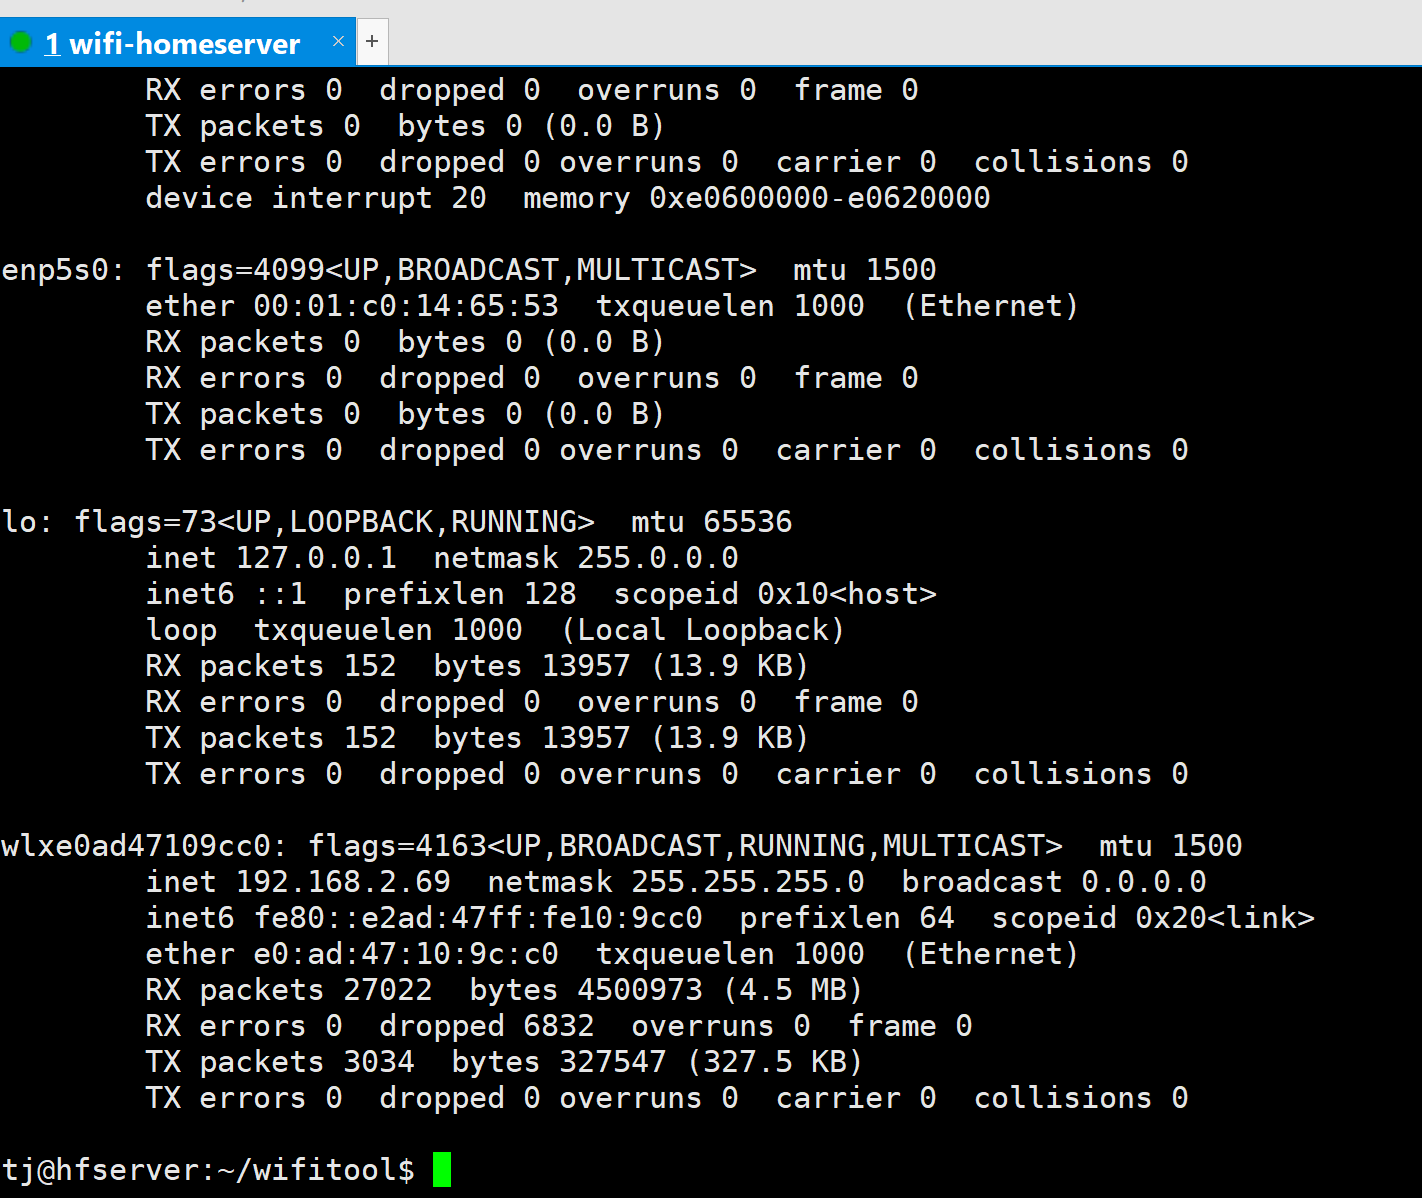 1 wifi-homeserver × +
RX errors 0  dropped 0  overruns 0  frame 0
TX packets 0  bytes 0 (0.0 B)
TX errors 0  dropped 0 overruns 0  carrier 0  collisions 0
device interrupt 20  memory 0xe0600000-e0620000
enp5s0: flags=4099<UP,BROADCAST,MULTICAST>  mtu 1500
ether 00:01:c0:14:65:53  txqueuelen 1000  (Ethernet)
RX packets 0  bytes 0 (0.0 B)
RX errors 0  dropped 0  overruns 0  frame 0
TX packets 0  bytes 0 (0.0 B)
TX errors 0  dropped 0 overruns 0  carrier 0  collisions 0
lo: flags=73<UP,LOOPBACK,RUNNING>  mtu 65536
inet 127.0.0.1  netmask 255.0.0.0
inet6 ::1  prefixlen 128  scopeid 0x10<host>
loop  txqueuelen 1000  (Local Loopback)
RX packets 152  bytes 13957 (13.9 KB)
RX errors 0  dropped 0  overruns 0  frame 0
TX packets 152  bytes 13957 (13.9 KB)
TX errors 0  dropped 0 overruns 0  carrier 0  collisions 0
wlxe0ad47109cc0: flags=4163<UP,BROADCAST,RUNNING,MULTICAST>  mtu 1500
inet 192.168.2.69  netmask 255.255.255.0  broadcast 0.0.0.0
inet6 fe80::e2ad:47ff:fe10:9cc0  prefixlen 64  scopeid 0x20<link>
ether e0:ad:47:10:9c:c0  txqueuelen 1000  (Ethernet)
RX packets 27022  bytes 4500973 (4.5 MB)
RX errors 0  dropped 6832  overruns 0  frame 0
TX packets 3034  bytes 327547 (327.5 KB)
TX errors 0  dropped 0 overruns 0  carrier 0  collisions 0
tj@hfserver:~/wifitool$